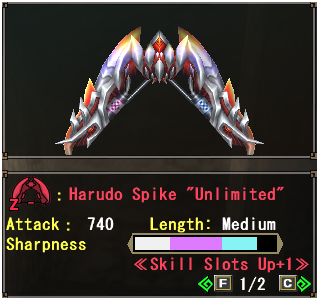 Z : Harudo Spike "Unlimited"
Attack: 740 Length: Medium
Sharpness
≪Skill Slots Up+1≫
F 1/2 C